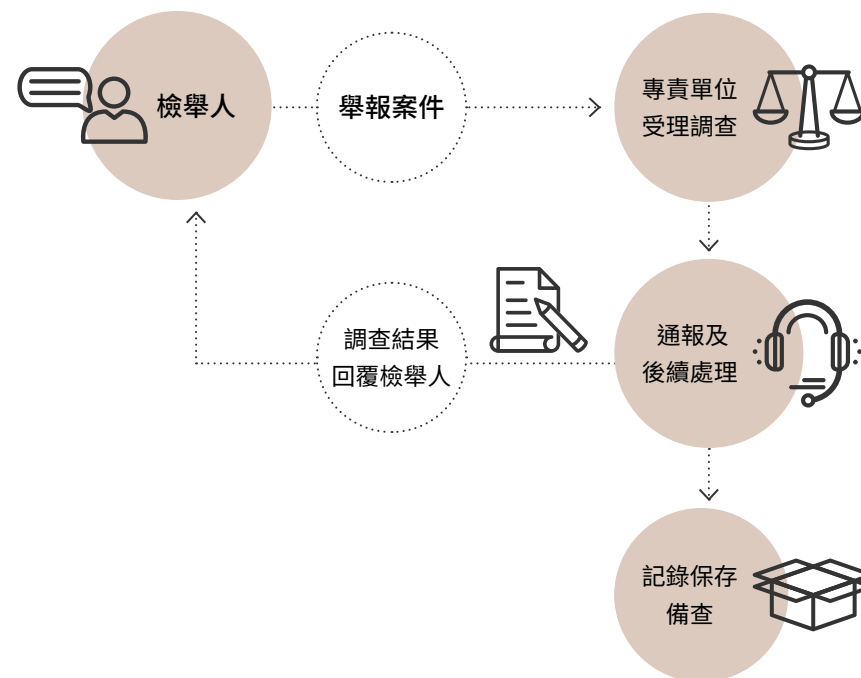 檢舉人
舉報案件
專責單位
受理調查
調查結果
回覆檢舉人
通報及
後續處理
記錄保存
備查